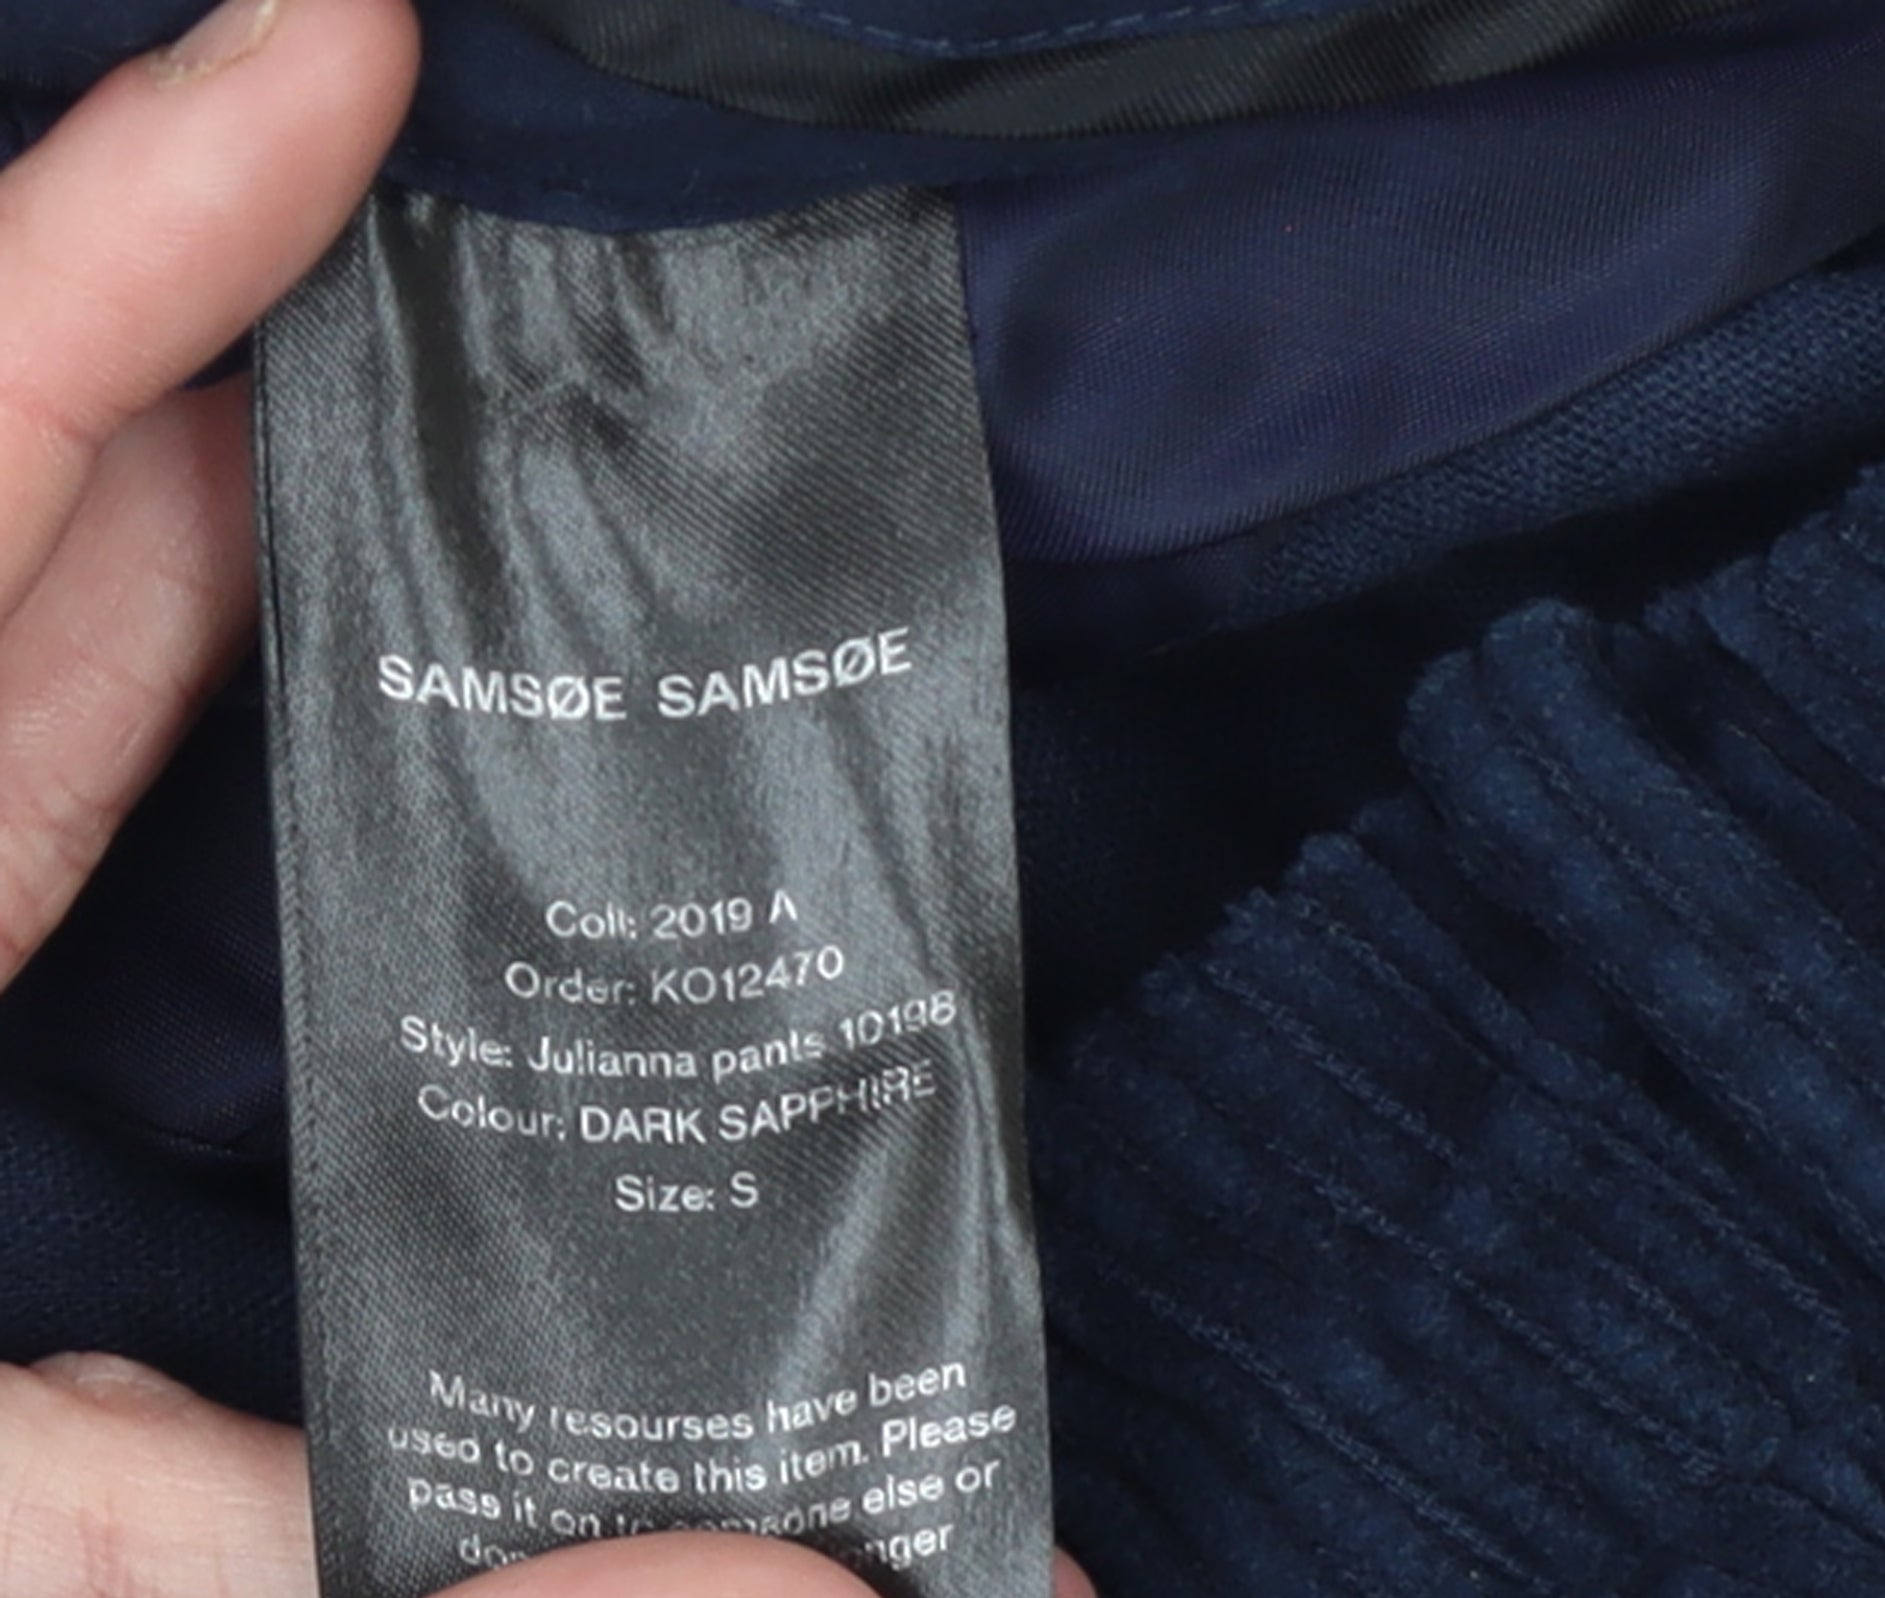 SAMSØE SAMSØE
Coll: 2019 A
Order: KO12470
Style: Julianna pants 10198
Colour: DARK SAPPHIRE
Size: S
Many resourses have been
used to create this item. Please
pass it on to someone else or